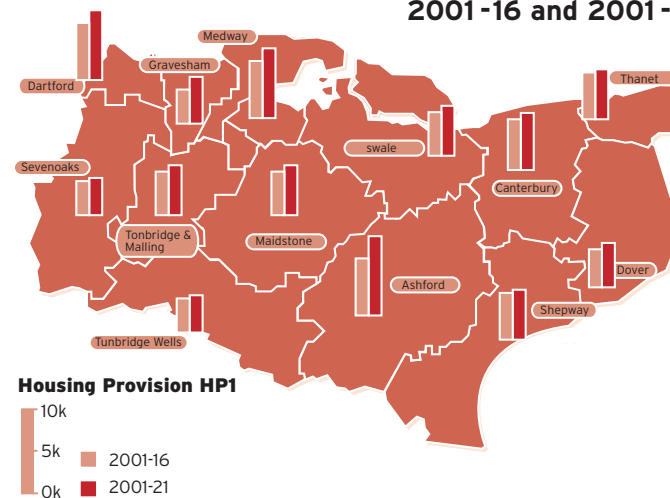 2001-16 and 2001-
Medway
Gravesham
Dartford
Thanet
swale
Sevenoaks
Canterbury
Tonbridge &
Malling
Maidstone
Ashford
Dover
Shepway
Tunbridge Wells
Housing Provision HP1
10k
5k
0k
2001-16
2001-21